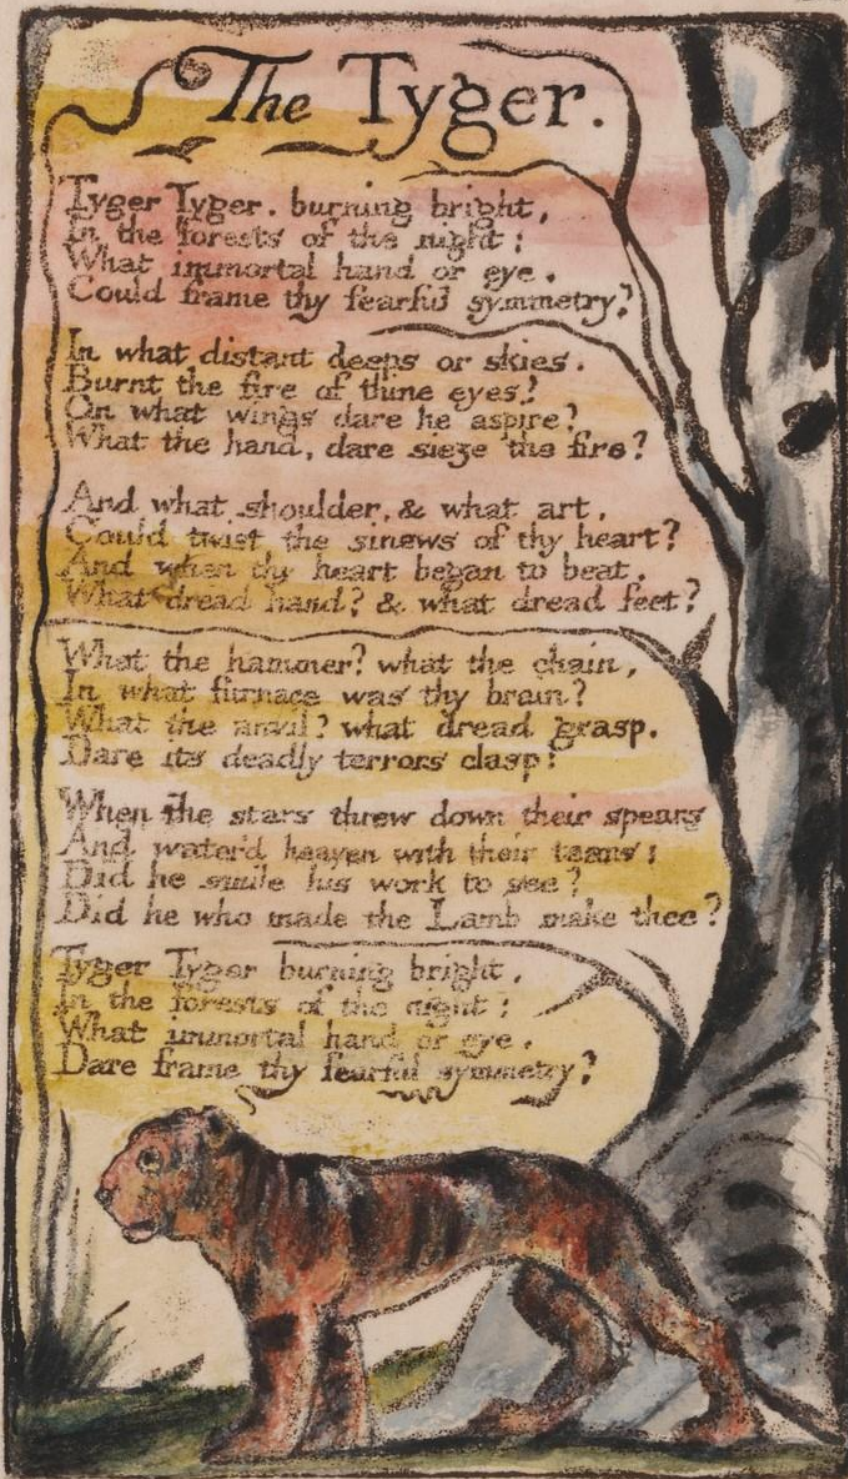 The Tyger.
Tyger Tyger. burning bright,
In the forests of the night;
What immortal hand or eye.
Could frame thy fearful symmetry?
In what distant deeps or skies.
Burnt the fire of thine eyes?
On what wings dare he aspire?
What the hand, dare sieze the fire?
And what shoulder, & what art,
Could twist the sinews of thy heart?
And when thy heart began to beat,
What dread hand? & what dread feet?
What the hammer? what the chain,
In what furnace was thy brain?
What the anvil? what dread grasp.
Dare its deadly terrors clasp!
When the stars threw down their spears
And water'd heaven with their tears:
Did he smile his work to see?
Did he who made the Lamb make thee?
Tyger Tyger burning bright,
In the forests of the night:
What immortal hand or eye,
Dare frame thy fearful symmetry?